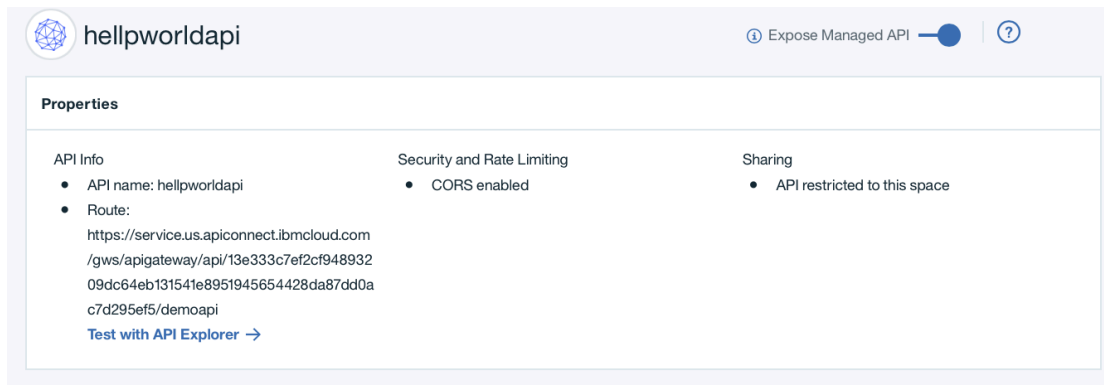 hellpworldapi
Expose Managed API
Properties
API Info
API name: hellpworldapi
Route:
https://service.us.apiconnect.ibmcloud.com
/gws/apigateway/api/13e333c7ef2cf948932
09dc64eb131541e8951945654428da87dd0a
c7d295ef5/demoapi
Test with API Explorer →
Security and Rate Limiting
CORS enabled
Sharing
API restricted to this space